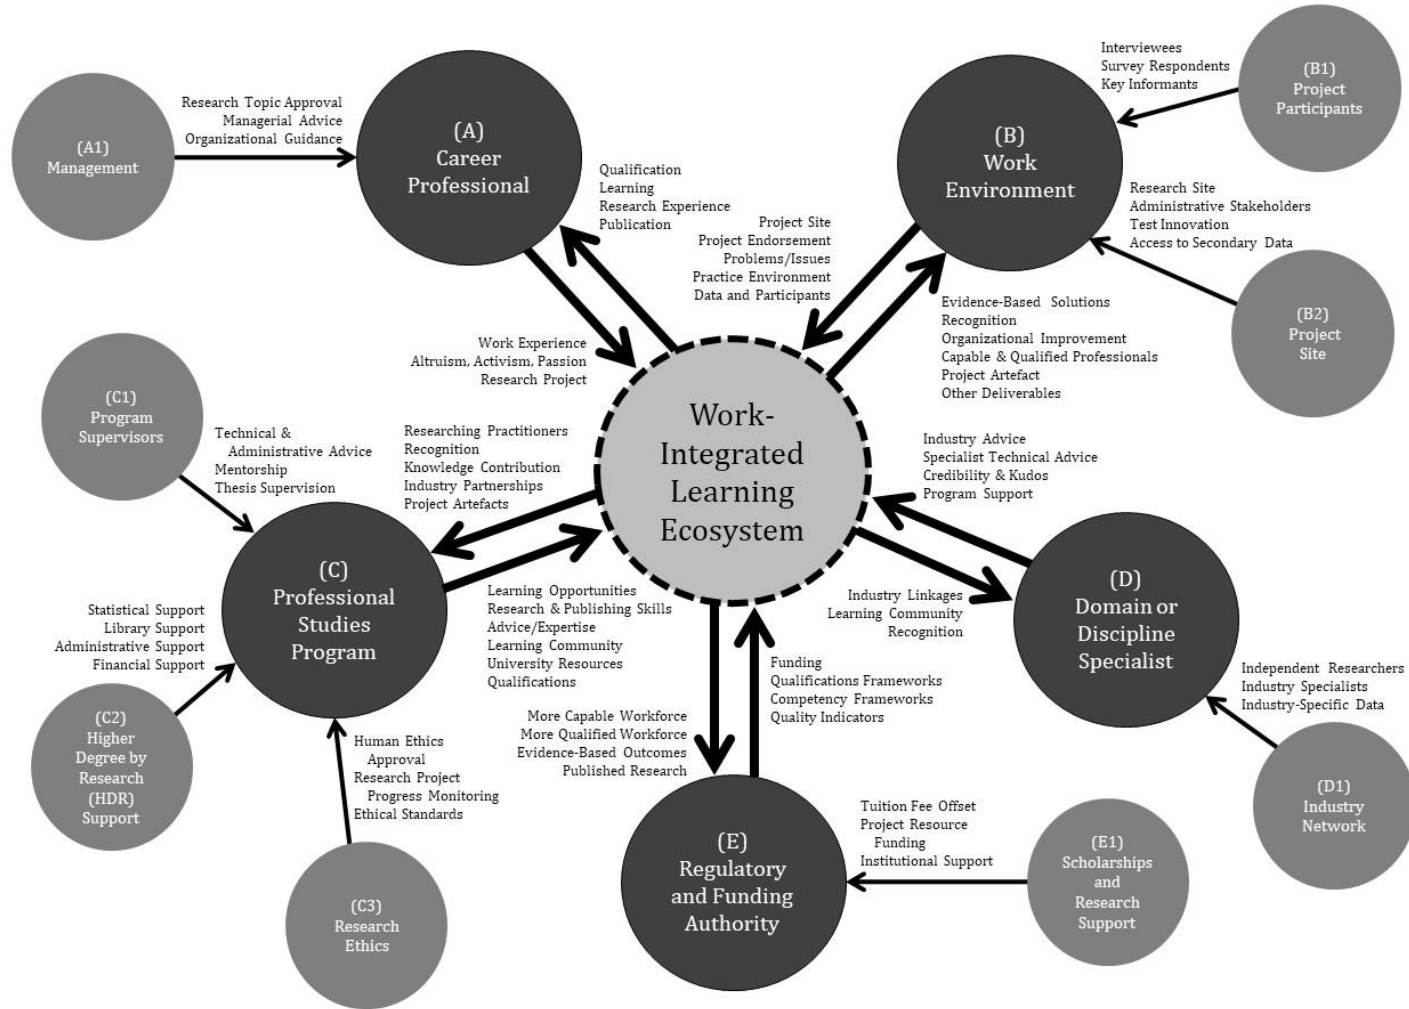 (A1)
Management
Research Topic Approval
Managerial Advice
Organizational Guidance
(A)
Career
Professional
Qualification
Learning
Research Experience
Publication
Work Experience
Altruism, Activism, Passion
Research Project
(B)
Work
Environment
Interviewees
Survey Respondents
Key Informants
(B1)
Project
Participants
Research Site
Administrative Stakeholders
Test Innovation
Access to Secondary Data
(B2)
Project
Site
Project Site
Project Endorsement
Problems/Issues
Practice Environment
Data and Participants
Evidence-Based Solutions
Recognition
Organizational Improvement
Capable & Qualified Professionals
Project Artefact
Other Deliverables
Work-
Integrated
Learning
Ecosystem
(C1)
Program
Supervisors
Technical &
Administrative Advice
Mentorship
Thesis Supervision
Researching Practitioners
Recognition
Knowledge Contribution
Industry Partnerships
Project Artefacts
(C)
Professional
Studies
Program
Learning Opportunities
Research & Publishing Skills
Advice/Expertise
Learning Community
University Resources
Qualifications
Statistical Support
Library Support
Administrative Support
Financial Support
(C2)
Higher
Degree by
Research
(HDR)
Support
Human Ethics
Approval
Research Project
Progress Monitoring
Ethical Standards
(C3)
Research
Ethics
Industry Advice
Specialist Technical Advice
Credibility & Kudos
Program Support
Industry Linkages
Learning Community
Recognition
(D)
Domain or
Discipline
Specialist
Independent Researchers
Industry Specialists
Industry-Specific Data
(D1)
Industry
Network
Funding
Qualifications Frameworks
Competency Frameworks
Quality Indicators
More Capable Workforce
More Qualified Workforce
Evidence-Based Outcomes
Published Research
(E)
Regulatory
and Funding
Authority
Tuition Fee Offset
Project Resource
Funding
Institutional Support
(E1)
Scholarships
and
Research
Support